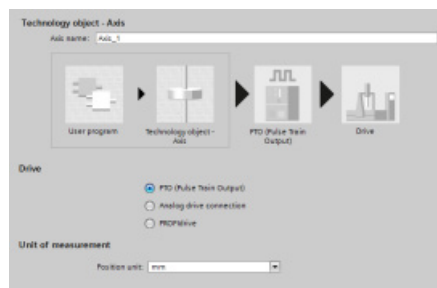 Technology object - Axis
Axis name: Axis_1
User program
Technology object - Axis
PTO (Pulse Train Output)
Drive
Drive
PTO (Pulse Train Output)
Analog drive connection
PROFIdrive
Unit of measurement
Position unit: mm